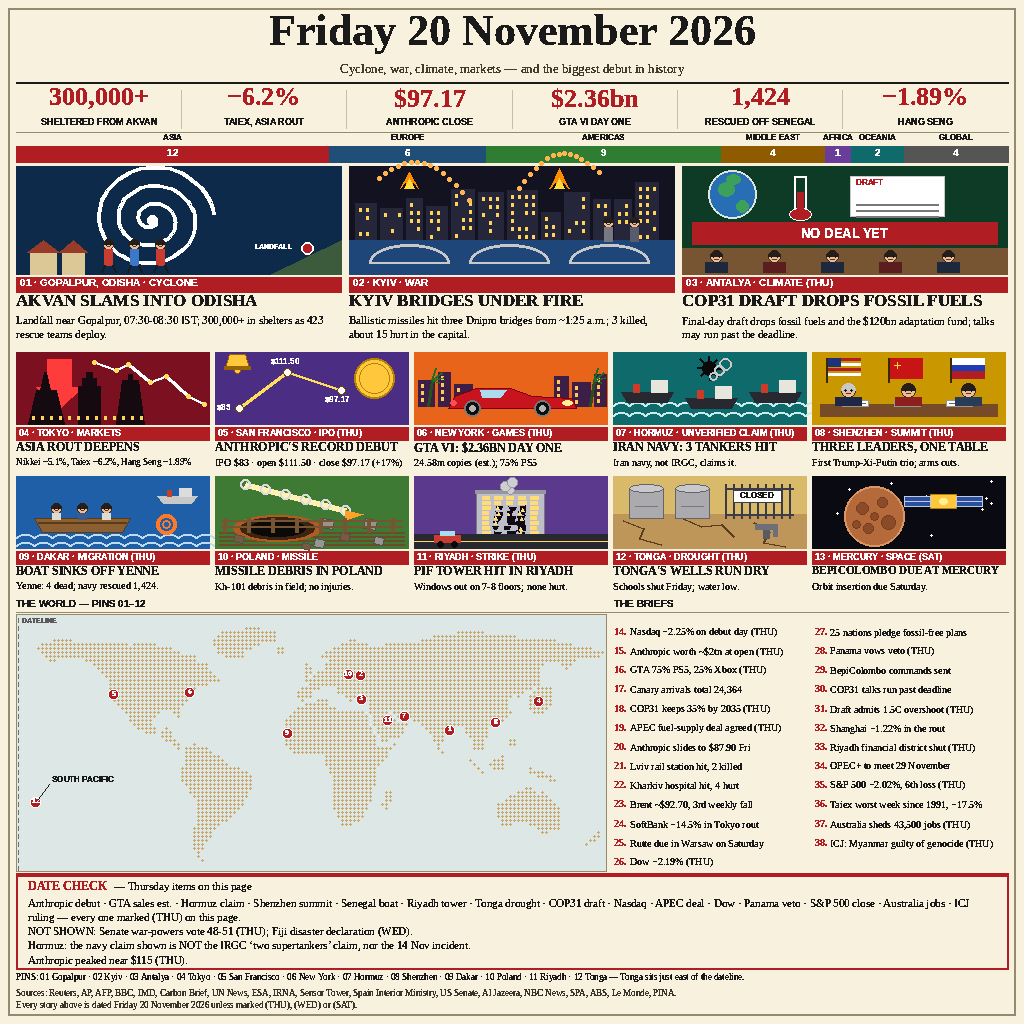 Friday 20 November 2026
Cyclone, war, climate, markets — and the biggest debut in history
300,000+
SHELTERED FROM AKVAN
−6.2%
TAIEX, ASIA ROUT
$97.17
ANTHROPIC CLOSE
$2.36bn
GTA VI DAY ONE
1,424
RESCUED OFF SENEGAL
−1.89%
HANG SENG
ASIA
EUROPE
AMERICAS
MIDDLE EAST
AFRICA
OCEANIA
GLOBAL
12
6
9
4
1
2
4
LANDFALL
01 · GOPALPUR, ODISHA · CYCLONE
AKVAN SLAMS INTO ODISHA
Landfall near Gopalpur, 07:30-08:30 IST; 300,000+ in shelters as 423
rescue teams deploy.
02 · KYIV · WAR
KYIV BRIDGES UNDER FIRE
Ballistic missiles hit three Dnipro bridges from ~1:25 a.m.; 3 killed,
about 15 hurt in the capital.
DRAFT
NO DEAL YET
03 · ANTALYA · CLIMATE (THU)
COP31 DRAFT DROPS FOSSIL FUELS
Final-day draft drops fossil fuels and the $120bn adaptation fund; talks
may run past the deadline.
04 · TOKYO · MARKETS
ASIA ROUT DEEPENS
Nikkei −5.1%, Taiex −6.2%, Hang Seng −1.89%
$83
$111.50
$97.17
05 · SAN FRANCISCO · IPO (THU)
ANTHROPIC'S RECORD DEBUT
IPO $83 · open $111.50 · close $97.17 (+17%)
06 · NEW YORK · GAMES (THU)
GTA VI: $2.36BN DAY ONE
24.58m copies (est.); 75% PS5
07 · HORMUZ · UNVERIFIED CLAIM (THU)
IRAN NAVY: 3 TANKERS HIT
Iran navy, not IRGC, claims it.
08 · SHENZHEN · SUMMIT (THU)
THREE LEADERS, ONE TABLE
First Trump-Xi-Putin trio; arms cuts.
09 · DAKAR · MIGRATION (THU)
BOAT SINKS OFF YENNE
Yenne: 4 dead; navy rescued 1,424.
10 · POLAND · MISSILE
MISSILE DEBRIS IN POLAND
Kh-101 debris in field; no injuries.
11 · RIYADH · STRIKE (THU)
PIF TOWER HIT IN RIYADH
Windows out on 7-8 floors; none hurt.
CLOSED
12 · TONGA · DROUGHT (THU)
TONGA'S WELLS RUN DRY
Schools shut Friday; water low.
13 · MERCURY · SPACE (SAT)
BEPICOLOMBO DUE AT MERCURY
Orbit insertion due Saturday.
THE WORLD — PINS 01–12
DATELINE
5
6
10
2
3
11
7
9
1
8
4
SOUTH PACIFIC
12
THE BRIEFS
14. Nasdaq −2.25% on debut day (THU)
15. Anthropic worth ~$2tn at open (THU)
16. GTA 75% PS5, 25% Xbox (THU)
17. Canary arrivals total 24,364
18. COP31 keeps 35% by 2035 (THU)
19. APEC fuel-supply deal agreed (THU)
20. Anthropic slides to $87.90 Fri
21. Lviv rail station hit, 2 killed
22. Kharkiv hospital hit, 4 hurt
23. Brent ~$92.70, 3rd weekly fall
24. SoftBank −14.5% in Tokyo rout
25. Rutte due in Warsaw on Saturday
26. Dow −2.19% (THU)
27. 25 nations pledge fossil-free plans
28. Panama vows veto (THU)
29. BepiColombo commands sent
30. COP31 talks run past deadline
31. Draft admits 1.5C overshoot (THU)
32. Shanghai −1.22% in the rout
33. Riyadh financial district shut (THU)
34. OPEC+ to meet 29 November
35. S&P 500 −2.02%, 6th loss (THU)
36. Taiex worst week since 1991, −17.5%
37. Australia sheds 43,500 jobs (THU)
38. ICJ: Myanmar guilty of genocide (THU)
DATE CHECK — Thursday items on this page
Anthropic debut · GTA sales est. · Hormuz claim · Shenzhen summit · Senegal boat · Riyadh tower · Tonga drought · COP31 draft · Nasdaq · APEC deal · Dow · Panama veto · S&P 500 close · Australia jobs · ICJ
ruling — every one marked (THU) on this page.
NOT SHOWN: Senate war-powers vote 48-51 (THU); Fiji disaster declaration (WED).
Hormuz: the navy claim shown is NOT the IRGC ‘two supertankers’ claim, nor the 14 Nov incident.
Anthropic peaked near $115 (THU).
PINS: 01 Gopalpur · 02 Kyiv · 03 Antalya · 04 Tokyo · 05 San Francisco · 06 New York · 07 Hormuz · 08 Shenzhen · 09 Dakar · 10 Poland · 11 Riyadh · 12 Tonga — Tonga sits just east of the dateline.
Sources: Reuters, AP, AFP, BBC, IMD, Carbon Brief, UN News, ESA, IRNA, Sensor Tower, Spain Interior Ministry, US Senate, Al Jazeera, NBC News, SPA, ABS, Le Monde, PINA.
Every story above is dated Friday 20 November 2026 unless marked (THU), (WED) or (SAT).